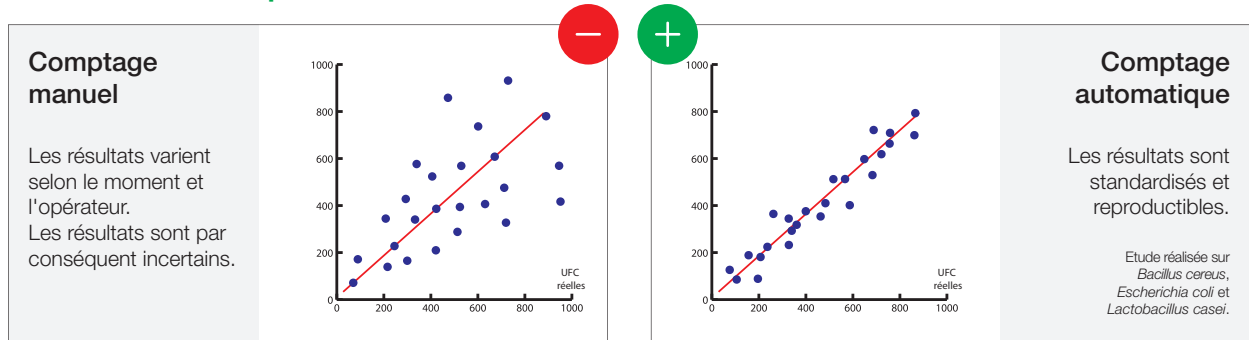 Comptage
manuel
Les résultats varient
selon le moment et
l'opérateur.
Les résultats sont par
conséquent incertains.
1000
800
600
400
200
0
0 200 400 600 800 1000
UFC
réelles
1000
800
600
400
200
0
0 200 400 600 800 1000
UFC
réelles
Comptage
automatique
Les résultats sont
standardisés et
reproductibles.
Etude réalisée sur
Bacillus cereus,
Escherichia coli et
Lactobacillus casei.